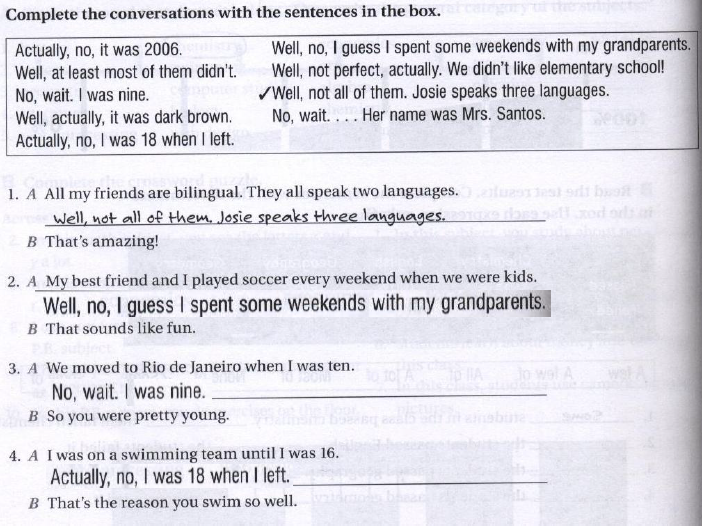 Complete the conversations with the sentences in the box.
Actually, no, it was 2006.
Well, at least most of them didn't.
No, wait. I was nine.
Well, actually, it was dark brown.
Actually, no, I was 18 when I left.
Well, no, I guess I spent some weekends with my grandparents.
Well, not perfect, actually. We didn't like elementary school!
✓Well, not all of them. Josie speaks three languages.
No, wait. . . . Her name was Mrs. Santos.
1. A All my friends are bilingual. They all speak two languages.
Well, not all of them. Josie speaks three languages.
B That's amazing!
2. A My best friend and I played soccer every weekend when we were kids.
Well, no, I guess I spent some weekends with my grandparents.
B That sounds like fun.
3. A We moved to Rio de Janeiro when I was ten.
No, wait. I was nine.
B So you were pretty young.
4. A I was on a swimming team until I was 16.
Actually, no, I was 18 when I left.
B That's the reason you swim so well.